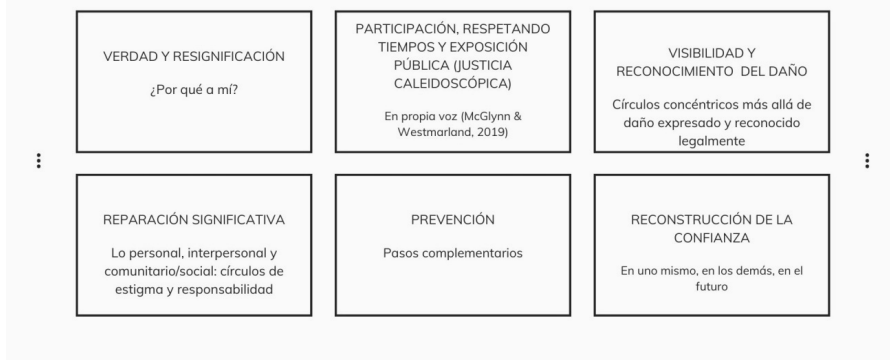 VERDAD Y RESIGNIFICACIÓN
¿Por qué a mí?
PARTICIPACIÓN, RESPETANDO
TIEMPOS Y EXPOSICIÓN
PÚBLICA (JUSTICIA
CALEIDOSCÓPICA)
En propia voz (McGlynn &
Westmarland, 2019)
VISIBILIDAD Y
RECONOCIMIENTO DEL DAÑO
Círculos concéntricos más allá de
daño expresado y reconocido
legalmente
REPARACIÓN SIGNIFICATIVA
Lo personal, interpersonal y
comunitario/social: círculos de
estigma y responsabilidad
PREVENCIÓN
Pasos complementarios
RECONSTRUCCIÓN DE LA
CONFIANZA
En uno mismo, en los demás, en el
futuro